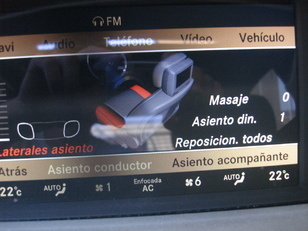 FM
avi Audio Teléfono Vídeo Vehículo
Masaje 0
Asiento din. 1
Reposicion. todos
Laterales asiento
Atrás Asiento conductor Asiento acompañante
22°C AUTO 1 Enfocada AC 6 AUTO 22°C